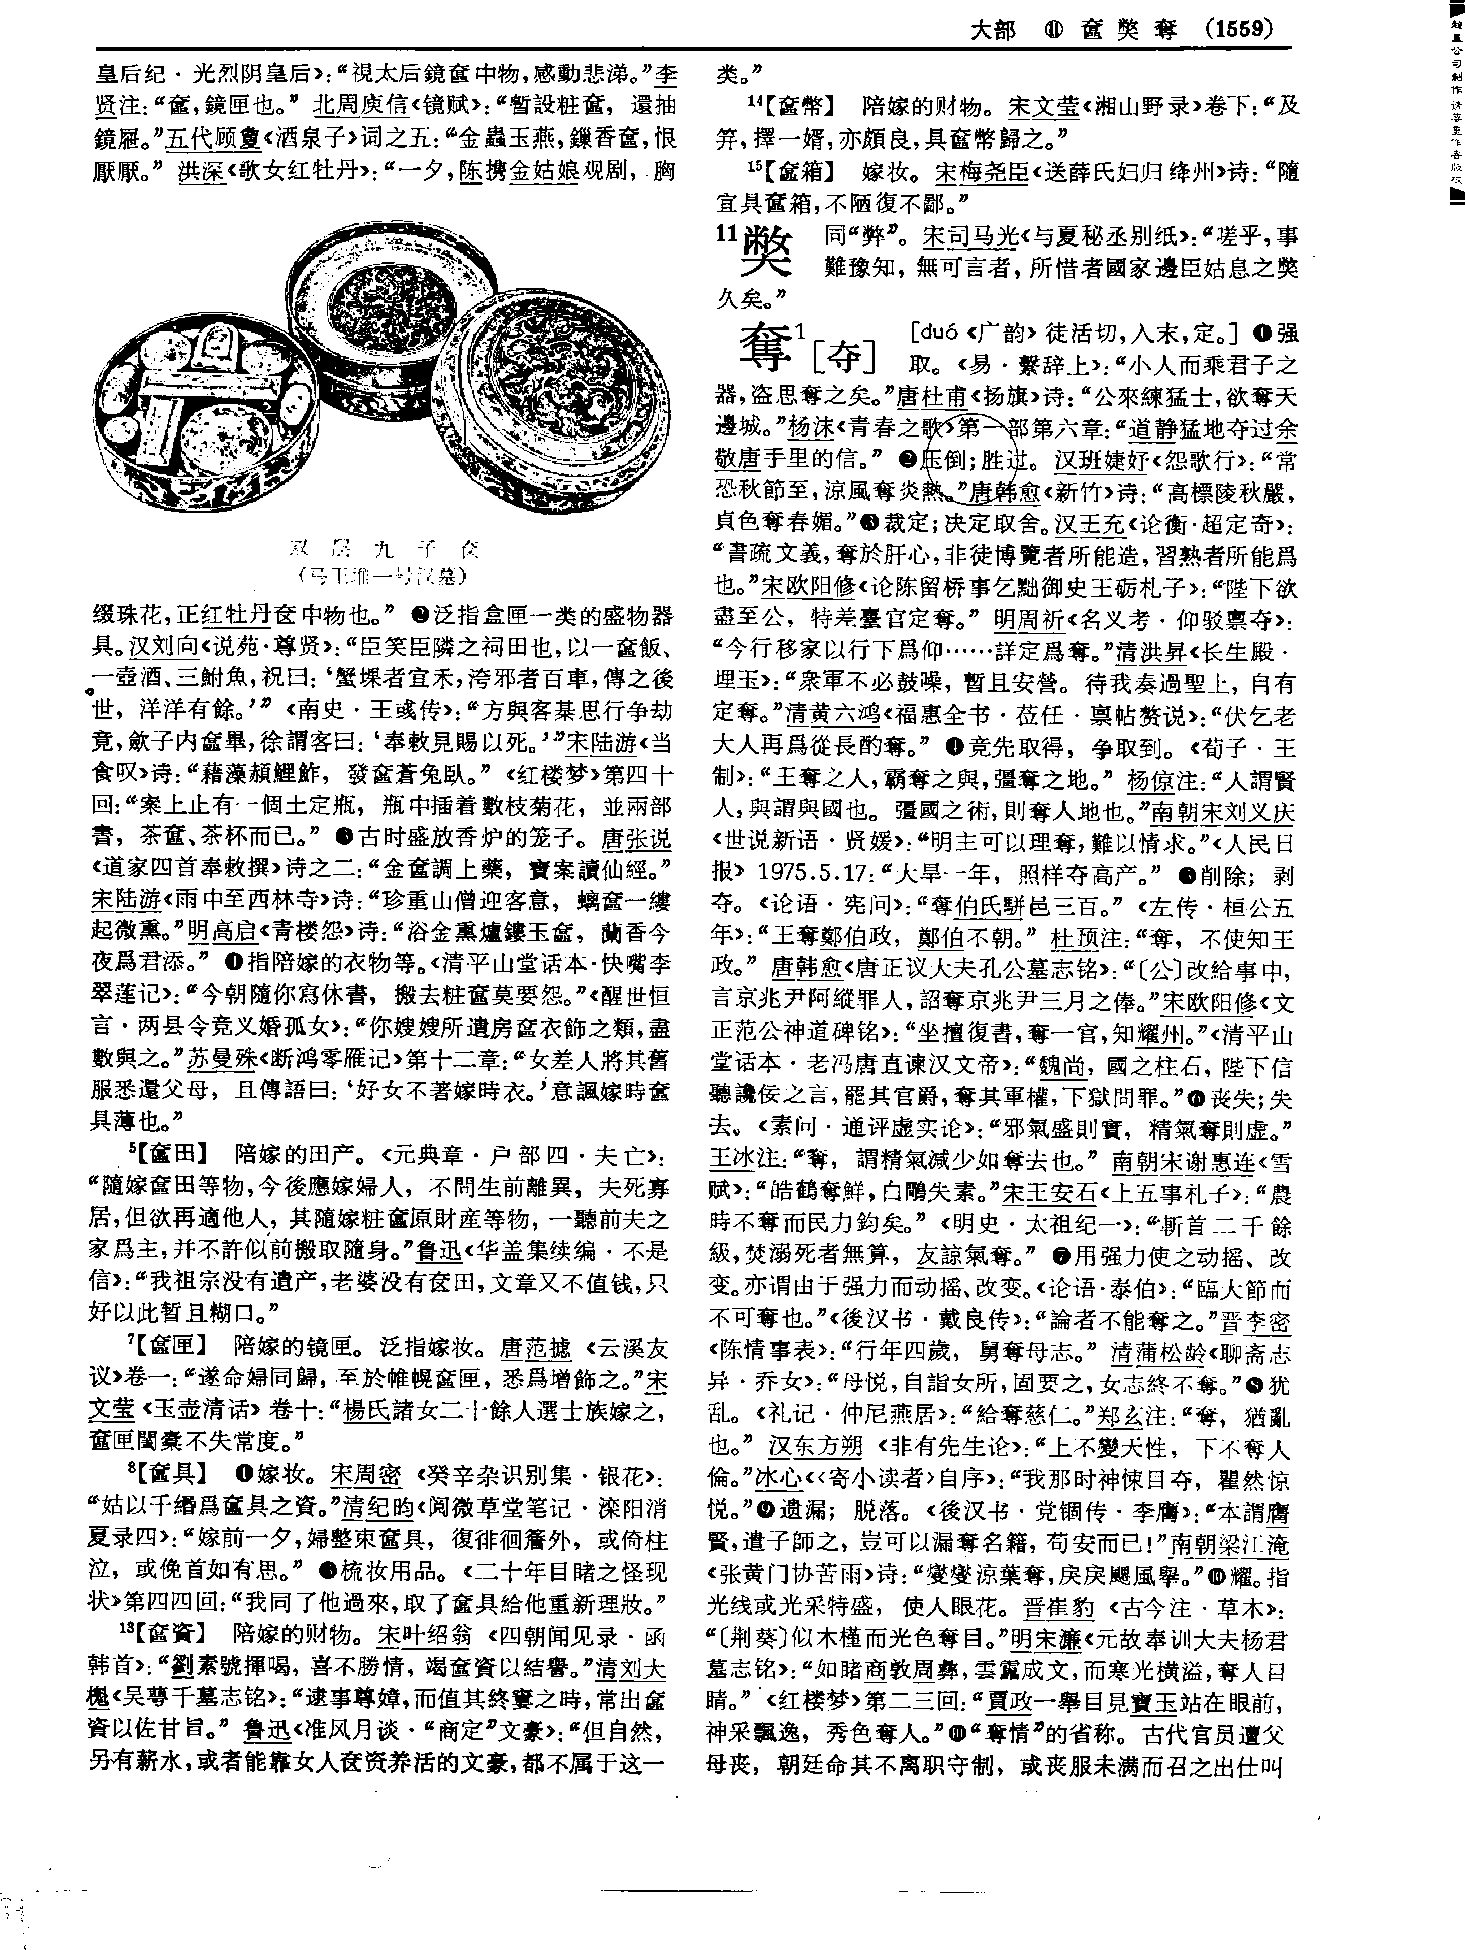 大部 ⑪ 奩獘奪 (1559)
皇后纪·光烈阴皇后》：“視太后鏡奩中物，感動悲涕。”李
贤注：“奩，鏡匣也。” 北周庾信《镜赋》：“暫設粧奩，還抽
鏡屜。”五代顾敻《酒泉子》词之五：“金蟲玉燕，鏁香奩，恨
厭厭。” 洪深《歌女红牡丹》：“一夕，陈携金姑娘观剧，胸
双层九子奁
(马王堆一号汉墓)
缀珠花，正红牡丹奁中物也。” ❷泛指盒匣一类的盛物器
具。汉刘向《说苑·尊贤》：“臣笑臣隣之祠田也，以一奩飯、
一壺酒、三鮒魚，祝曰：‘蟹堁者宜禾，洿邪者百車，傳之後
世，洋洋有餘。’” 《南史·王彧传》：“方與客棊思行争劫
竟，斂子内奩畢，徐謂客曰：‘奉敕見賜以死。’”宋陆游《当
食叹》诗：“藉藻赬鯉鮓，發奩蒼兔臥。” 《红楼梦》第四十
回：“案上止有一個土定瓶，瓶中插着數枝菊花，並兩部
書，茶奩、茶杯而已。” ❸古时盛放香炉的笼子。唐张说
《道家四首奉敕撰》诗之二：“金奩調上藥，寶案讀仙經。”
宋陆游《雨中至西林寺》诗：“珍重山僧迎客意，螭奩一縷
起微熏。”明高启《青楼怨》诗：“浴金熏爐鏤玉奩，蘭香今
夜爲君添。” ❹指陪嫁的衣物等。《清平山堂话本·快嘴李
翠莲记》：“今朝隨你寫休書，搬去粧奩莫要怨。”《醒世恒
言·两县令竞义婚孤女》：“你嫂嫂所遺房奩衣飾之類，盡
數與之。”苏曼殊《断鸿零雁记》第十二章：“女差人將其舊
服悉還父母，且傳語曰：‘好女不著嫁時衣。’意諷嫁時奩
具薄也。”
⁵【奩田】 陪嫁的田产。《元典章·户部四·夫亡》：
“隨嫁奩田等物，今後應嫁婦人，不問生前離異，夫死寡
居，但欲再適他人，其隨嫁粧奩原財産等物，一聽前夫之
家爲主，并不許似前搬取隨身。”鲁迅《华盖集续编·不是
信》：“我祖宗没有遺产，老婆没有奁田，文章又不值钱，只
好以此暂且糊口。”
⁷【奩匣】 陪嫁的镜匣。泛指嫁妆。唐范摅《云溪友
议》卷一：“遂命婦同歸，至於帷幌奩匣，悉爲增飾之。”宋
文莹《玉壶清话》卷十：“楊氏諸女二十餘人選士族嫁之，
奩匣閨槖不失常度。”
⁸【奩具】 ❶嫁妆。宋周密《癸辛杂识别集·银花》：
“姑以千緡爲奩具之資。”清纪昀《阅微草堂笔记·滦阳消
夏录四》：“嫁前一夕，婦整束奩具，復徘徊簷外，或倚柱
泣，或俛首如有思。” ❷梳妆用品。《二十年目睹之怪现
状》第四四回：“我同了他過來，取了奩具給他重新理妝。”
¹³【奩資】 陪嫁的财物。宋叶绍翁《四朝闻见录·函
韩首》：“劉素號揮喝，喜不勝情，竭奩資以結譽。”清刘大
櫆《吴蕚千墓志铭》：“逮事尊嫜，而值其終窶之時，常出奩
資以佐甘旨。” 鲁迅《准风月谈·“商定”文豪》：“但自然，
另有薪水，或者能靠女人奁资养活的文豪，都不属于这一
类。”
¹⁴【奩幣】 陪嫁的财物。宋文莹《湘山野录》卷下：“及
笄，擇一婿，亦頗良，具奩幣歸之。”
¹⁵【奩箱】 嫁妆。宋梅尧臣《送薛氏妇归绛州》诗：“隨
宜具奩箱，不陋復不鄙。”
11獘 同“弊”。宋司马光《与夏秘丞别纸》：“嗟乎，事
難豫知，無可言者，所惜者國家邊臣姑息之獘
久矣。”
奪¹[夺] [duó《广韵》徒活切，入末，定。] ❶强
取。《易·繫辞上》：“小人而乘君子之
器，盗思奪之矣。”唐杜甫《扬旗》诗：“公來練猛士，欲奪天
邊城。”杨沫《青春之歌》第一部第六章：“道静猛地夺过余
敬唐手里的信。” ❷压倒；胜过。汉班婕妤《怨歌行》：“常
恐秋節至，涼風奪炎熱。”唐韩愈《新竹》诗：“高標陵秋嚴，
貞色奪春媚。”❸裁定；决定取舍。汉王充《论衡·超定奇》：
“書疏文義，奪於肝心，非徒博覽者所能造，習熟者所能爲
也。”宋欧阳修《论陈留桥事乞黜御史王砺札子》：“陛下欲
盡至公，特差臺官定奪。” 明周祈《名义考·仰驳禀夺》：
“今行移家以行下爲仰……詳定爲奪。”清洪昇《长生殿·
埋玉》：“衆軍不必鼓噪，暫且安營。待我奏過聖上，自有
定奪。”清黄六鸿《福惠全书·莅任·禀帖赘说》：“伏乞老
大人再爲從長酌奪。” ❹竞先取得，争取到。《荀子·王
制》：“王奪之人，霸奪之與，彊奪之地。” 杨倞注：“人謂賢
人，與謂與國也。彊國之術，則奪人地也。”南朝宋刘义庆
《世说新语·贤媛》：“明主可以理奪，難以情求。”《人民日
报》1975.5.17：“大旱一年，照样夺高产。” ❺削除；剥
夺。《论语·宪问》：“奪伯氏駢邑三百。” 《左传·桓公五
年》：“王奪鄭伯政，鄭伯不朝。” 杜预注：“奪，不使知王
政。” 唐韩愈《唐正议大夫孔公墓志铭》：“〔公〕改給事中，
言京兆尹阿縱罪人，詔奪京兆尹三月之俸。”宋欧阳修《文
正范公神道碑铭》：“坐擅復書，奪一官，知耀州。”《清平山
堂话本·老冯唐直谏汉文帝》：“魏尚，國之柱石，陛下信
聽讒佞之言，罷其官爵，奪其軍權，下獄問罪。”❻丧失；失
去。《素问·通评虚实论》：“邪氣盛則實，精氣奪則虚。”
王冰注：“奪，謂精氣減少如奪去也。” 南朝宋谢惠连《雪
赋》：“皓鶴奪鮮，白鷴失素。”宋王安石《上五事札子》：“農
時不奪而民力鈞矣。” 《明史·太祖纪一》：“斬首二千餘
級，焚溺死者無算，友諒氣奪。” ❼用强力使之动摇、改
变。亦谓由于强力而动摇、改变。《论语·泰伯》：“臨大節而
不可奪也。”《後汉书·戴良传》：“論者不能奪之。”晋李密
《陈情事表》：“行年四歲，舅奪母志。” 清蒲松龄《聊斋志
异·乔女》：“母悦，自詣女所，固要之，女志終不奪。”❽犹
乱。《礼记·仲尼燕居》：“給奪慈仁。”郑玄注：“奪，猶亂
也。” 汉东方朔《非有先生论》：“上不變天性，下不奪人
倫。”冰心《〈寄小读者〉自序》：“我那时神悚目夺，瞿然惊
悦。”❾遗漏；脱落。《後汉书·党锢传·李膺》：“本謂膺
賢，遣子師之，豈可以漏奪名籍，苟安而已！”南朝梁江淹
《张黄门协苦雨》诗：“燮燮涼葉奪，戾戾颸風舉。”❿耀。指
光线或光采特盛，使人眼花。晋崔豹《古今注·草木》：
“〔荆葵〕似木槿而光色奪目。”明宋濂《元故奉训大夫杨君
墓志铭》：“如睹商敦周彝，雲靁成文，而寒光横溢，奪人目
睛。” 《红楼梦》第二三回：“賈政一舉目見寶玉站在眼前，
神采飄逸，秀色奪人。”⓫“奪情”的省称。古代官员遭父
母丧，朝廷命其不离职守制，或丧服未满而召之出仕叫